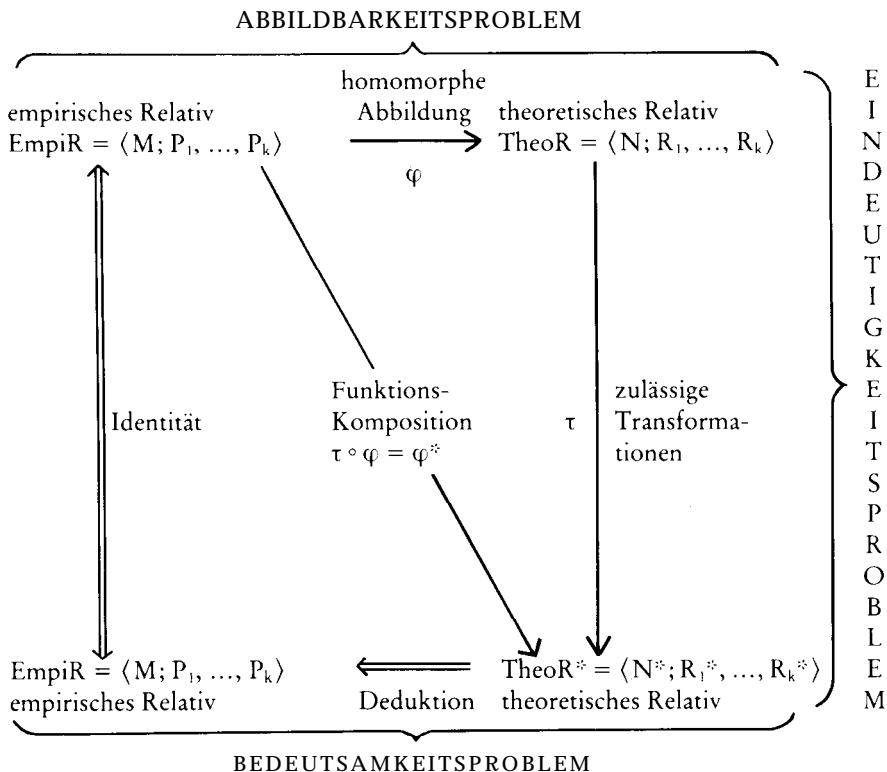 ABBILDBARKEITSPROBLEM
homomorphe
empirisches Relativ Abbildung theoretisches Relativ
EmpiR = ⟨M; P₁, ..., Pₖ⟩ TheoR = ⟨N; R₁, ..., Rₖ⟩
φ
Funktions- zulässige
Identität Komposition τ Transforma-
τ ∘ φ = φ* tionen
EmpiR = ⟨M; P₁, ..., Pₖ⟩ TheoR* = ⟨N*; R₁*, ..., Rₖ*⟩
empirisches Relativ Deduktion theoretisches Relativ
BEDEUTSAMKEITSPROBLEM
EINDEUTIGKEITSPROBLEM